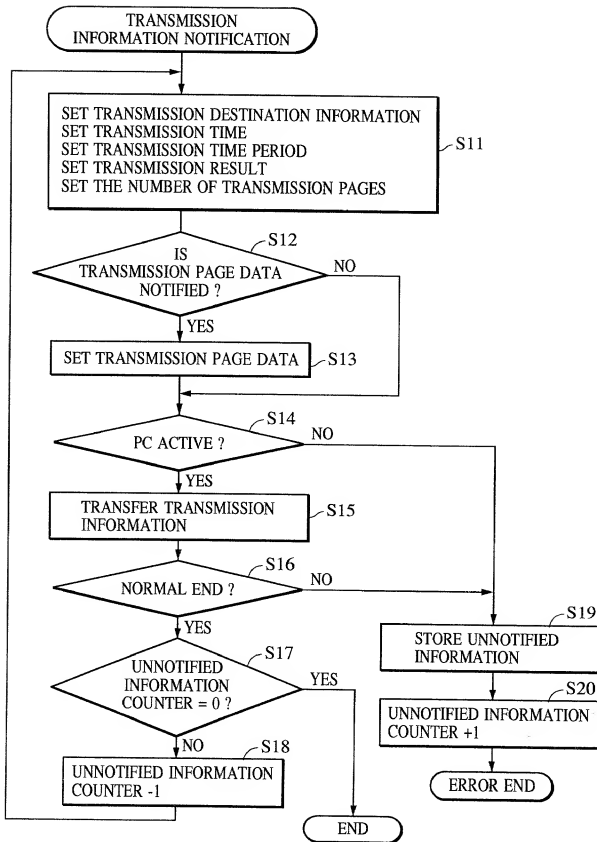 TRANSMISSION
INFORMATION NOTIFICATION
SET TRANSMISSION DESTINATION INFORMATION
SET TRANSMISSION TIME
SET TRANSMISSION TIME PERIOD
SET TRANSMISSION RESULT
SET THE NUMBER OF TRANSMISSION PAGES
S11
S12
IS
TRANSMISSION PAGE DATA
NOTIFIED ?
NO
YES
SET TRANSMISSION PAGE DATA
S13
S14
PC ACTIVE ?
NO
YES
TRANSFER TRANSMISSION
INFORMATION
S15
S16
NORMAL END ?
NO
YES
S19
STORE UNNOTIFIED
INFORMATION
S17
UNNOTIFIED
INFORMATION
COUNTER = 0 ?
YES
NO
S20
UNNOTIFIED INFORMATION
COUNTER +1
S18
UNNOTIFIED INFORMATION
COUNTER -1
ERROR END
END